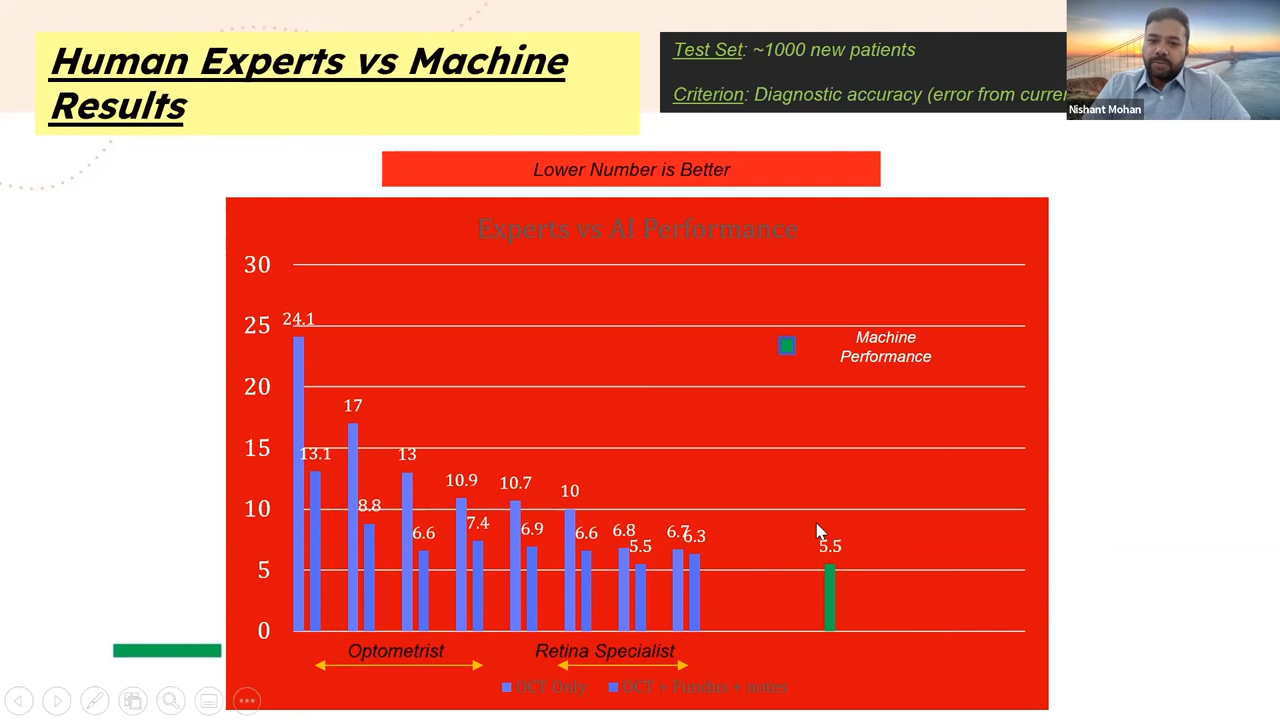 Human Experts vs Machine
Results
Test Set: ~1000 new patients
Criterion: Diagnostic accuracy (error from
Nishant Mohan
Lower Number is Better
Experts vs AI Performance
30
25
20
15
10
5
0
24.1
13.1
17
8.8
13
6.6
10.9
7.4
10.7
6.9
10
6.6
6.8
5.5
6.7
6.3
5.5
Machine
Performance
Optometrist
Retina Specialist
OCT Only
OCT + Fundus + notes